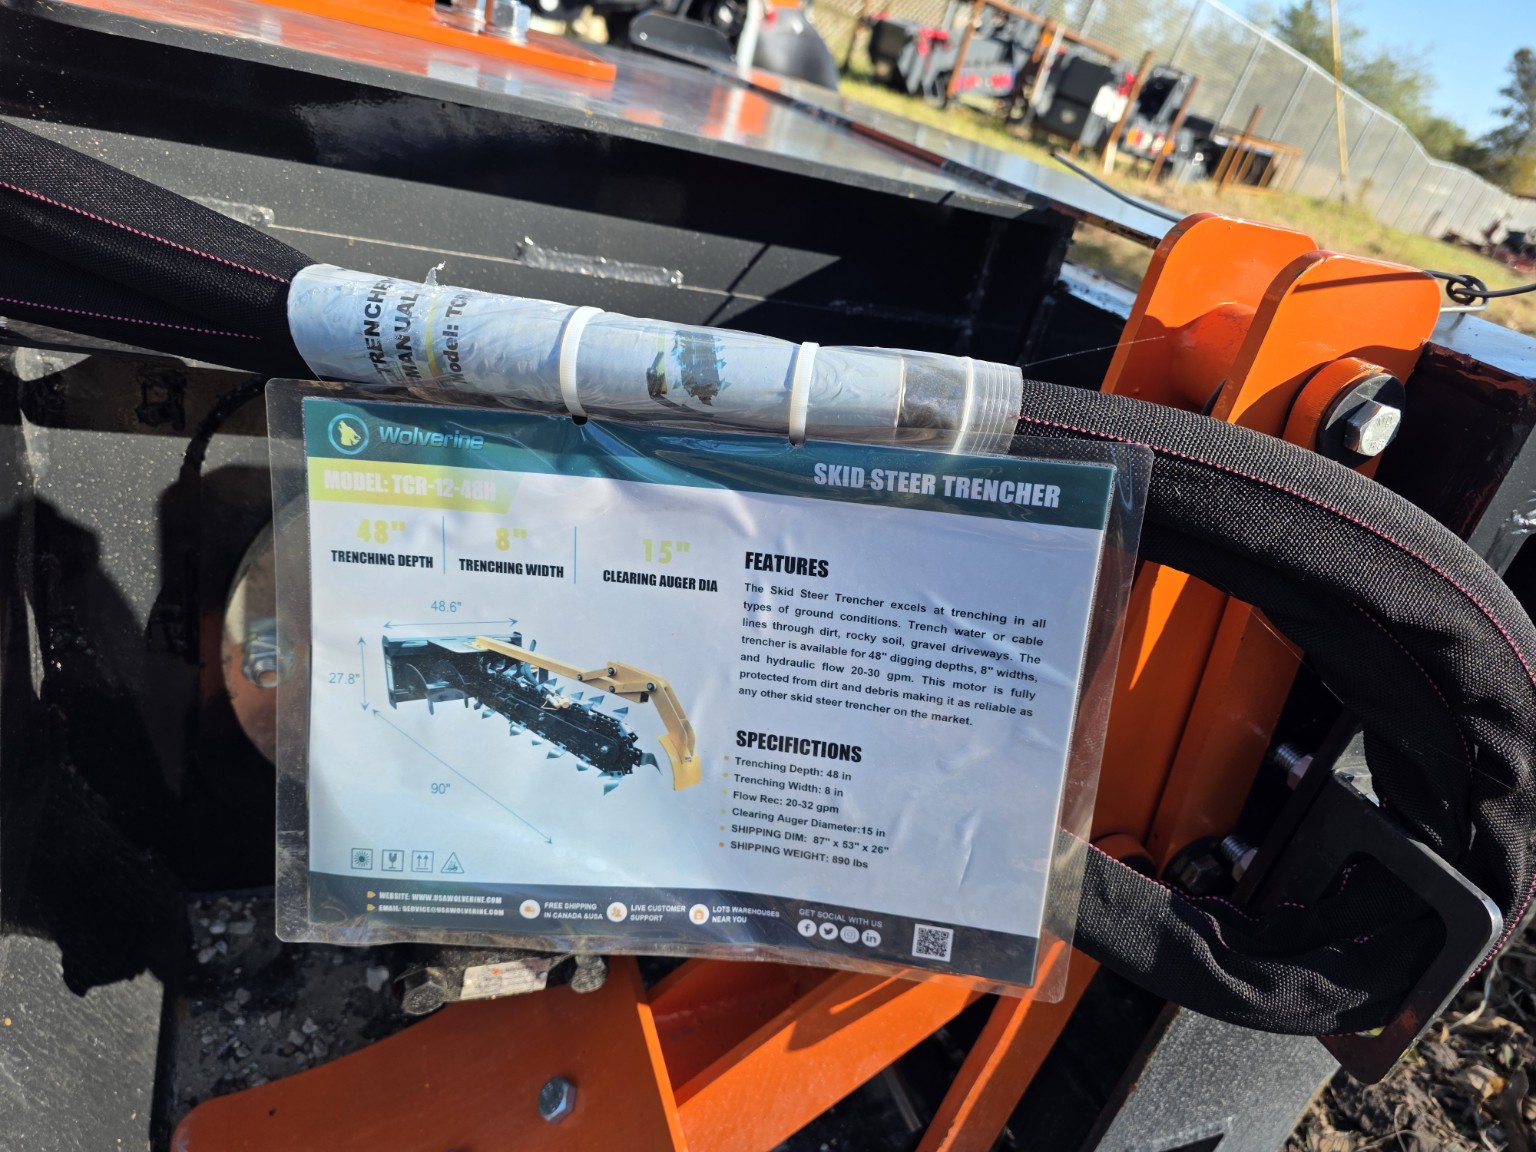 TRENCHER
MANUAL
Model: TCR
Wolverine
SKID STEER TRENCHER
MODEL: TCR-12-48H
48"
TRENCHING DEPTH
8"
TRENCHING WIDTH
15"
CLEARING AUGER DIA
48.6"
27.8"
90"
FEATURES
The Skid Steer Trencher excels at trenching in all
types of ground conditions. Trench water or cable
lines through dirt, rocky soil, gravel driveways. The
trencher is available for 48" digging depths, 8" widths,
and hydraulic flow 20-30 gpm. This motor is fully
protected from dirt and debris making it as reliable as
any other skid steer trencher on the market.
SPECIFICTIONS
Trenching Depth: 48 in
Trenching Width: 8 in
Flow Rec: 20-32 gpm
Clearing Auger Diameter:15 in
SHIPPING DIM: 87" x 53" x 26"
SHIPPING WEIGHT: 890 lbs
WEBSITE: WWW.USAWOLVERINE.COM
EMAIL: SERVICE@USAWOLVERINE.COM
FREE SHIPPING
IN CANADA &USA
LIVE CUSTOMER
SUPPORT
LOTS WAREHOUSES
NEAR YOU
GET SOCIAL WITH US